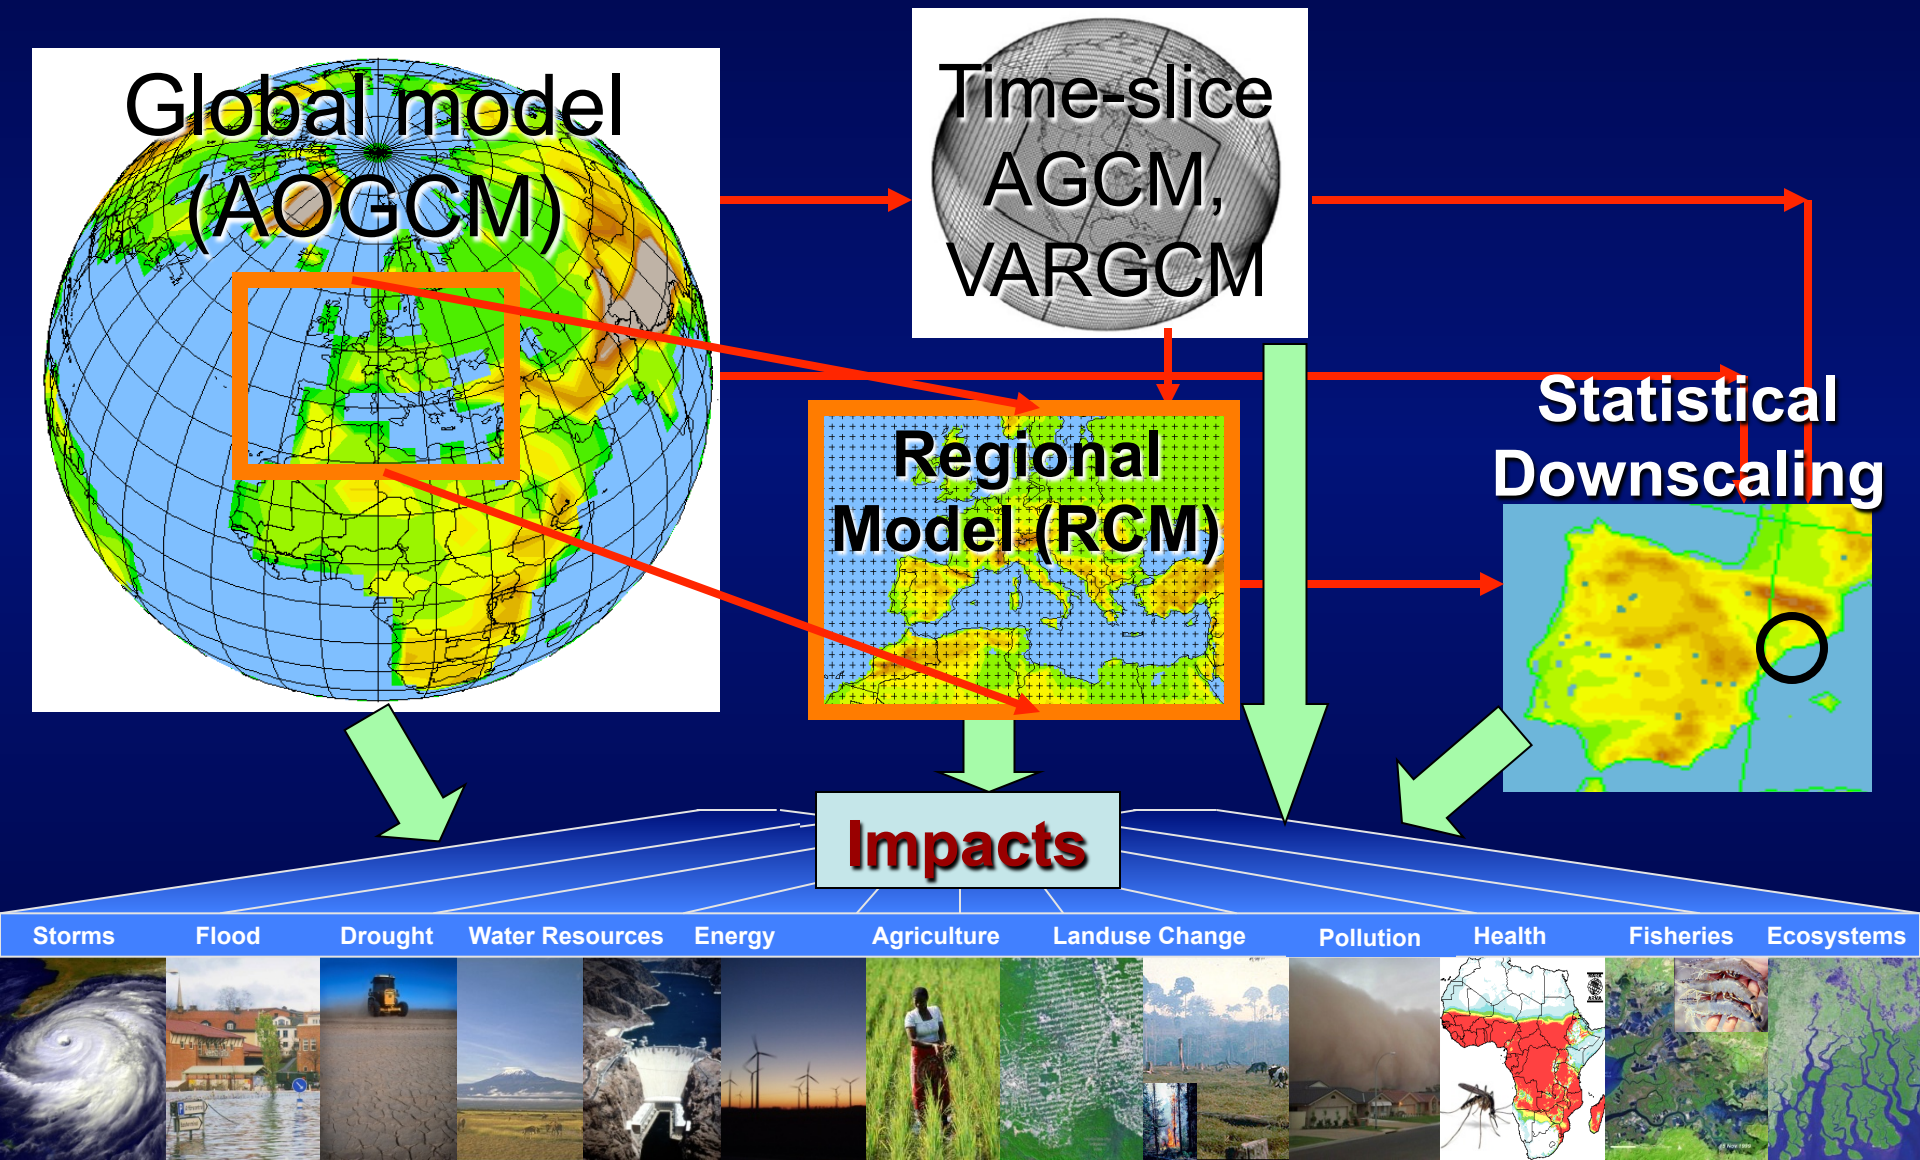 Global model
(AOGCM)
Time-slice
AGCM,
VARGCM
Regional
Model (RCM)
Statistical
Downscaling
Impacts
Storms
Flood
Drought
Water Resources
Energy
Agriculture
Landuse Change
Pollution
Health
Fisheries
Ecosystems